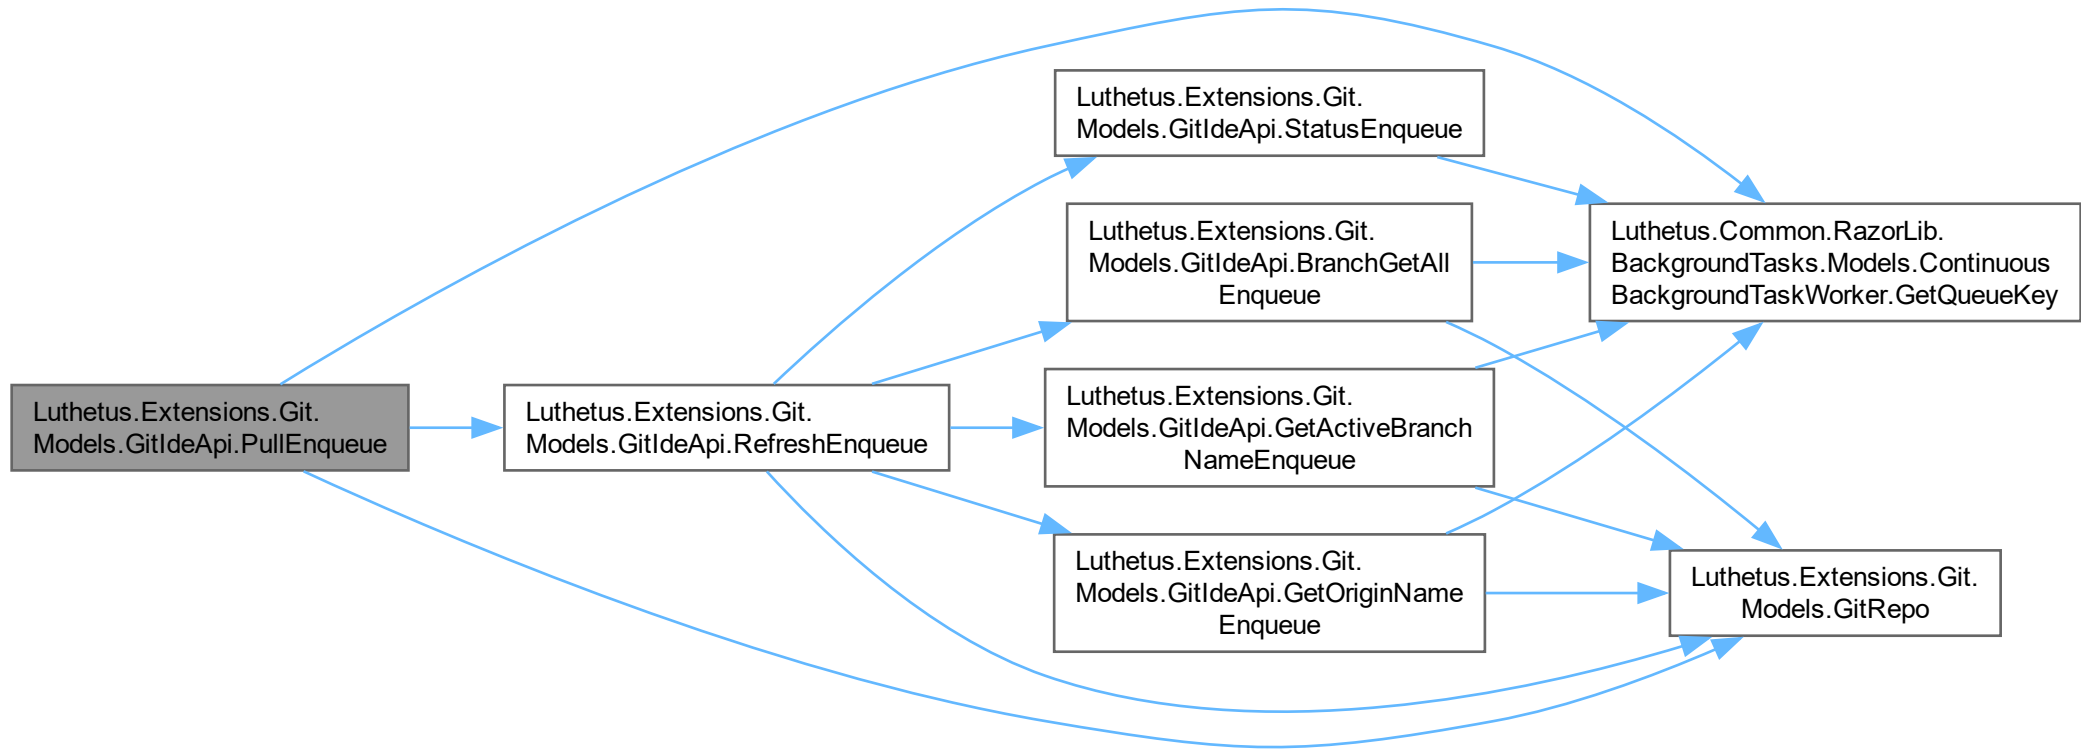 Luthetus.Extensions.Git.
Models.GitIdeApi.PullEnqueue
Luthetus.Extensions.Git.
Models.GitIdeApi.RefreshEnqueue
Luthetus.Extensions.Git.
Models.GitIdeApi.StatusEnqueue
Luthetus.Extensions.Git.
Models.GitIdeApi.BranchGetAll
Enqueue
Luthetus.Extensions.Git.
Models.GitIdeApi.GetActiveBranch
NameEnqueue
Luthetus.Extensions.Git.
Models.GitIdeApi.GetOriginName
Enqueue
Luthetus.Common.RazorLib.
BackgroundTasks.Models.Continuous
BackgroundTaskWorker.GetQueueKey
Luthetus.Extensions.Git.
Models.GitRepo